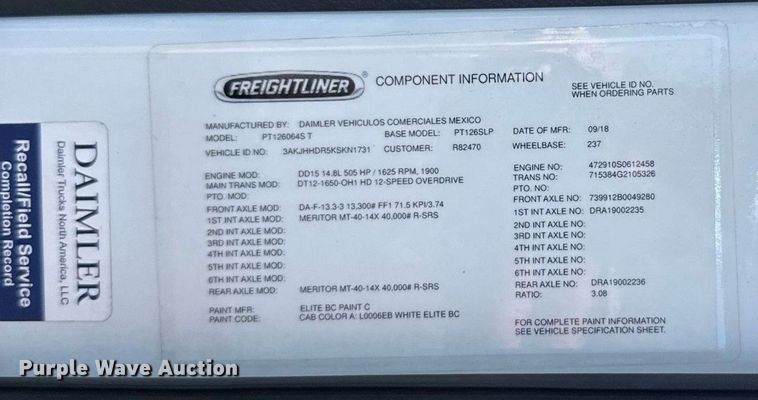 FREIGHTLINER ® COMPONENT INFORMATION
SEE VEHICLE ID NO.
WHEN ORDERING PARTS
MANUFACTURED BY: DAIMLER VEHICULOS COMERCIALES MEXICO
MODEL: PT126064S T BASE MODEL: PT126SLP DATE OF MFR: 09/18
VEHICLE ID NO: 3AKJHHDR5KSKN1731 CUSTOMER: R82470 WHEELBASE: 237
ENGINE MOD: DD15 14.8L 505 HP / 1625 RPM, 1900 ENGINE NO: 472910S0612458
MAIN TRANS MOD: DT12-1650-OH1 HD 12-SPEED OVERDRIVE TRANS NO: 715384G2105326
PTO. MOD: PTO. NO:
FRONT AXLE MOD: DA-F-13.3-3 13,300# FF1 71.5 KPI/3.74 FRONT AXLE NO: 739912B0049280
1ST INT AXLE MOD: MERITOR MT-40-14X 40,000# R-SRS 1ST INT AXLE NO: DRA19002235
2ND INT AXLE MOD: 2ND INT AXLE NO:
3RD INT AXLE MOD: 3RD INT AXLE NO:
4TH INT AXLE MOD: 4TH INT AXLE NO:
5TH INT AXLE MOD: 5TH INT AXLE NO:
6TH INT AXLE MOD: 6TH INT AXLE NO:
REAR AXLE MOD: MERITOR MT-40-14X 40,000# R-SRS REAR AXLE NO: DRA19002236
RATIO: 3.08
PAINT MFR: ELITE BC PAINT C
PAINT CODE: CAB COLOR A: L0006EB WHITE ELITE BC
FOR COMPLETE PAINT INFORMATION
SEE VEHICLE SPECIFICATION SHEET.
DAIMLER
Daimler Trucks North America, LLC
Recall/Field Service
Completion Record
Purple Wave Auction